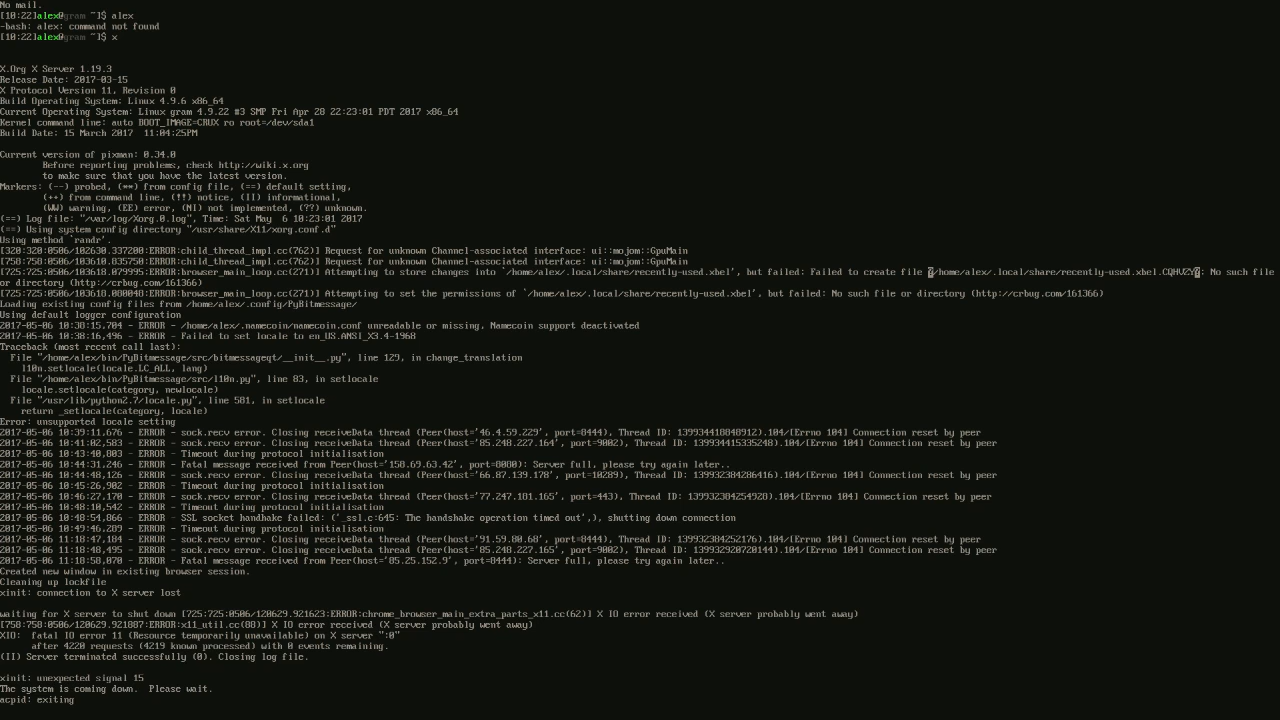 No mail.
[10:22]alex@gram ~]$ alex
-bash: alex: command not found
[10:22]alex@gram ~]$ x
X.Org X Server 1.19.3
Release Date: 2017-03-15
X Protocol Version 11, Revision 0
Build Operating System: Linux 4.9.6 x86_64
Current Operating System: Linux gram 4.9.22 #3 SMP Fri Apr 28 22:23:01 PDT 2017 x86_64
Kernel command line: auto BOOT_IMAGE=CRUX ro root=/dev/sda1
Build Date: 15 March 2017  11:04:25PM
Current version of pixman: 0.34.0
        Before reporting problems, check http://wiki.x.org
        to make sure that you have the latest version.
Markers: (--) probed, (**) from config file, (==) default setting,
        (++) from command line, (!!) notice, (II) informational,
        (WW) warning, (EE) error, (NI) not implemented, (??) unknown.
(==) Log file: "/var/log/Xorg.0.log", Time: Sat May  6 10:23:01 2017
(==) Using system config directory "/usr/share/X11/xorg.conf.d"
Using method `randr'.
[320:320:0506/102630.337200:ERROR:child_thread_impl.cc(762)] Request for unknown Channel-associated interface: ui::mojom::GpuMain
[758:758:0506/103610.835750:ERROR:child_thread_impl.cc(762)] Request for unknown Channel-associated interface: ui::mojom::GpuMain
[725:725:0506/103618.079995:ERROR:browser_main_loop.cc(271)] Attempting to store changes into `/home/alex/.local/share/recently-used.xbel', but failed: Failed to create file /home/alex/.local/share/recently-used.xbel.CQHV2Y: No such file
or directory (http://crbug.com/161366)
[725:725:0506/103618.080048:ERROR:browser_main_loop.cc(271)] Attempting to set the permissions of `/home/alex/.local/share/recently-used.xbel', but failed: No such file or directory (http://crbug.com/161366)
Loading existing config files from /home/alex/.config/PyBitmessage/
Using default logger configuration
2017-05-06 10:38:15,704 - ERROR - /home/alex/.namecoin/namecoin.conf unreadable or missing, Namecoin support deactivated
2017-05-06 10:38:16,496 - ERROR - Failed to set locale to en_US.ANSI_X3.4-1968
Traceback (most recent call last):
  File "/home/alex/bin/PyBitmessage/src/bitmessageqt/__init__.py", line 129, in change_translation
    l10n.setlocale(locale.LC_ALL, lang)
  File "/home/alex/bin/PyBitmessage/src/l10n.py", line 83, in setlocale
    locale.setlocale(category, newlocale)
  File "/usr/lib/python2.7/locale.py", line 581, in setlocale
    return _setlocale(category, locale)
Error: unsupported locale setting
2017-05-06 10:39:11,676 - ERROR - sock.recv error. Closing receiveData thread (Peer(host='46.4.59.229', port=8444), Thread ID: 139934418848912).104/[Errno 104] Connection reset by peer
2017-05-06 10:41:02,583 - ERROR - sock.recv error. Closing receiveData thread (Peer(host='85.248.227.164', port=9002), Thread ID: 139934415335248).104/[Errno 104] Connection reset by peer
2017-05-06 10:43:40,803 - ERROR - Timeout during protocol initialisation
2017-05-06 10:44:31,246 - ERROR - Fatal message received from Peer(host='158.69.63.42', port=8080): Server full, please try again later..
2017-05-06 10:44:48,126 - ERROR - sock.recv error. Closing receiveData thread (Peer(host='66.87.139.178', port=10289), Thread ID: 139932384286416).104/[Errno 104] Connection reset by peer
2017-05-06 10:45:26,902 - ERROR - Timeout during protocol initialisation
2017-05-06 10:46:27,170 - ERROR - sock.recv error. Closing receiveData thread (Peer(host='77.247.181.165', port=443), Thread ID: 139932384254928).104/[Errno 104] Connection reset by peer
2017-05-06 10:48:10,542 - ERROR - Timeout during protocol initialisation
2017-05-06 10:48:54,866 - ERROR - SSL socket handhake failed: ('_ssl.c:645: The handshake operation timed out',), shutting down connection
2017-05-06 10:49:46,289 - ERROR - Timeout during protocol initialisation
2017-05-06 11:18:47,184 - ERROR - sock.recv error. Closing receiveData thread (Peer(host='91.59.80.68', port=8444), Thread ID: 139932384252176).104/[Errno 104] Connection reset by peer
2017-05-06 11:18:48,495 - ERROR - sock.recv error. Closing receiveData thread (Peer(host='85.248.227.165', port=9002), Thread ID: 139932920720144).104/[Errno 104] Connection reset by peer
2017-05-06 11:18:58,070 - ERROR - Fatal message received from Peer(host='85.25.152.9', port=8444): Server full, please try again later..
Created new window in existing browser session.
Cleaning up lockfile
xinit: connection to X server lost
waiting for X server to shut down [725:725:0506/120629.921623:ERROR:chrome_browser_main_extra_parts_x11.cc(62)] X IO error received (X server probably went away)
[758:758:0506/120629.921887:ERROR:x11_util.cc(88)] X IO error received (X server probably went away)
XIO:  fatal IO error 11 (Resource temporarily unavailable) on X server ":0"
      after 4220 requests (4219 known processed) with 0 events remaining.
(II) Server terminated successfully (0). Closing log file.
xinit: unexpected signal 15
The system is coming down.  Please wait.
acpid: exiting